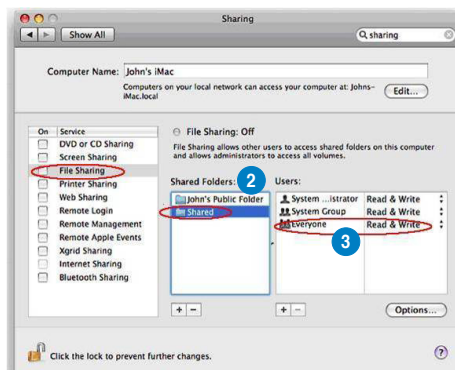 Sharing
Show All
sharing
Computer Name: John's iMac
Computers on your local network can access your computer at: Johns-
iMac.local
Edit...
On Service
DVD or CD Sharing
Screen Sharing
File Sharing
Printer Sharing
Web Sharing
Remote Login
Remote Management
Remote Apple Events
Xgrid Sharing
Internet Sharing
Bluetooth Sharing
File Sharing: Off
File Sharing allows other users to access shared folders on this computer
and allows administrators to access all volumes.
Shared Folders: 2 Users:
John's Public Folder
Shared
System ...istrator Read & Write
System Group Read & Write
Everyone Read & Write
3
+ − + −
Options...
Click the lock to prevent further changes.
?